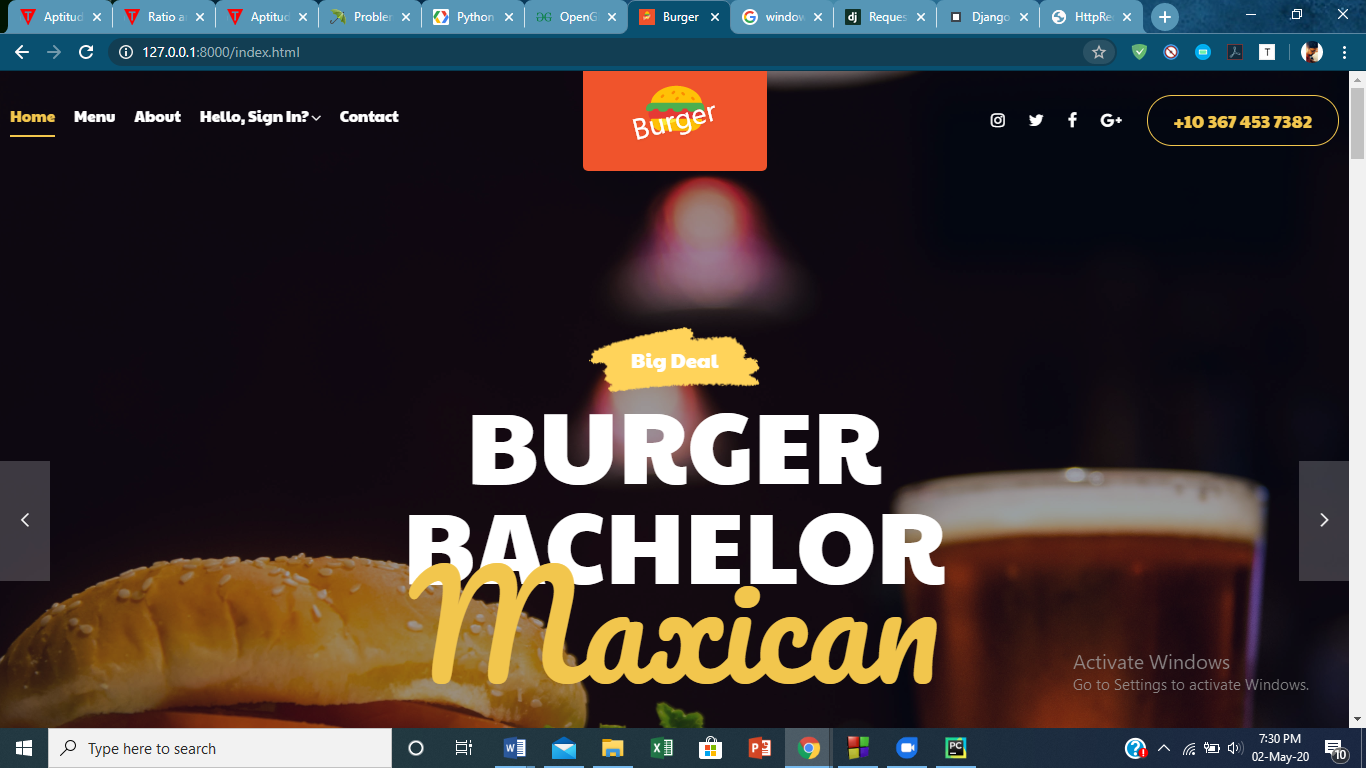 Aptitud
Ratio a
Aptitud
Problem
Python
OpenG
Burger
window
Reques
Django
HttpRe
127.0.0.1:8000/index.html
Home Menu About Hello, Sign In? Contact
Burger
+10 367 453 7382
Big Deal
BURGER
BACHELOR
Maxican
Activate Windows
Go to Settings to activate Windows.
Type here to search
7:30 PM
02-May-20
10